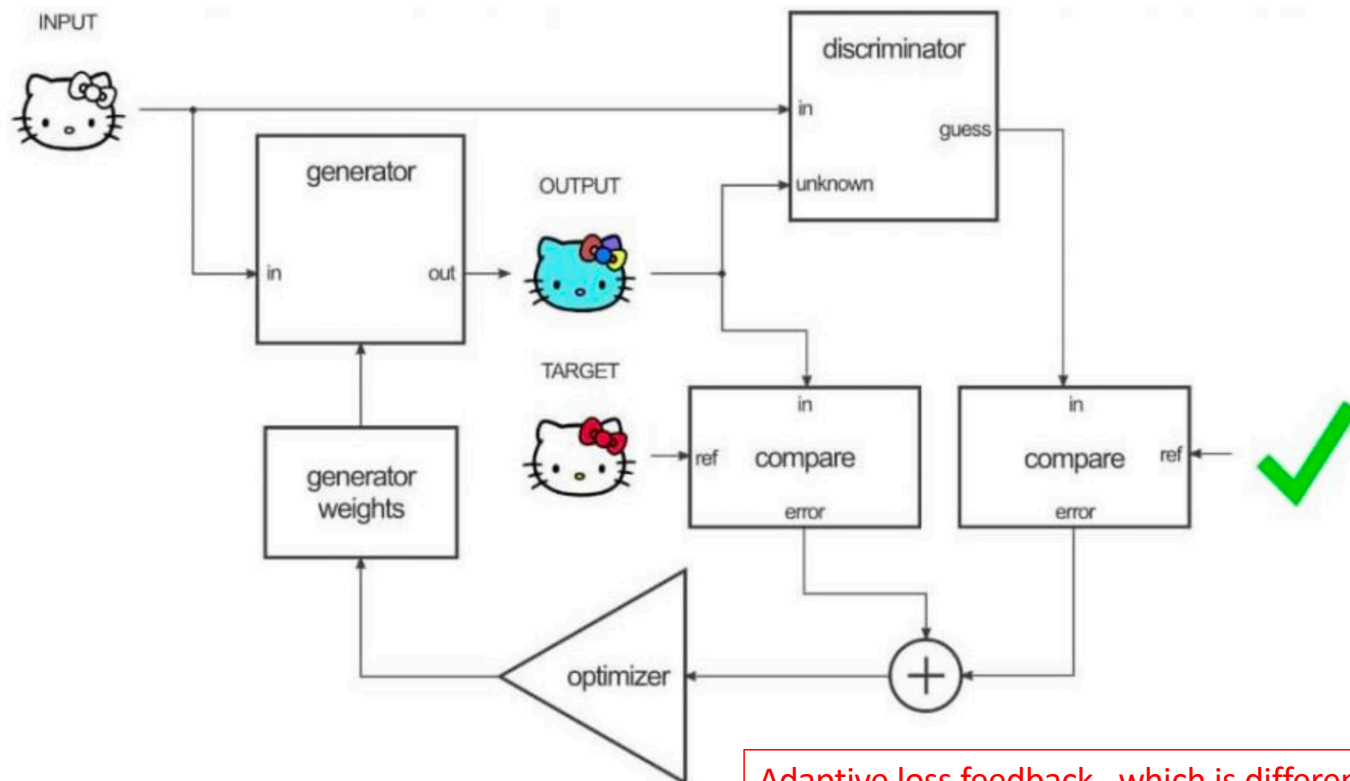 INPUT
discriminator
in
guess
generator
OUTPUT
unknown
in
out
TARGET
in
in
ref
compare
compare
ref
generator
weights
error
error
optimizer
+
Adaptive loss feedback, which is different